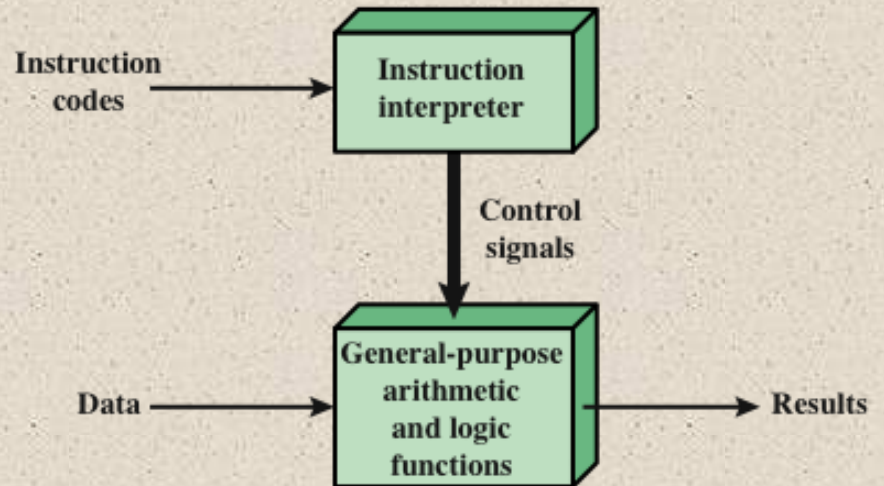 Instruction
codes
Instruction
interpreter
Control
signals
Data
General-purpose
arithmetic
and logic
functions
Results